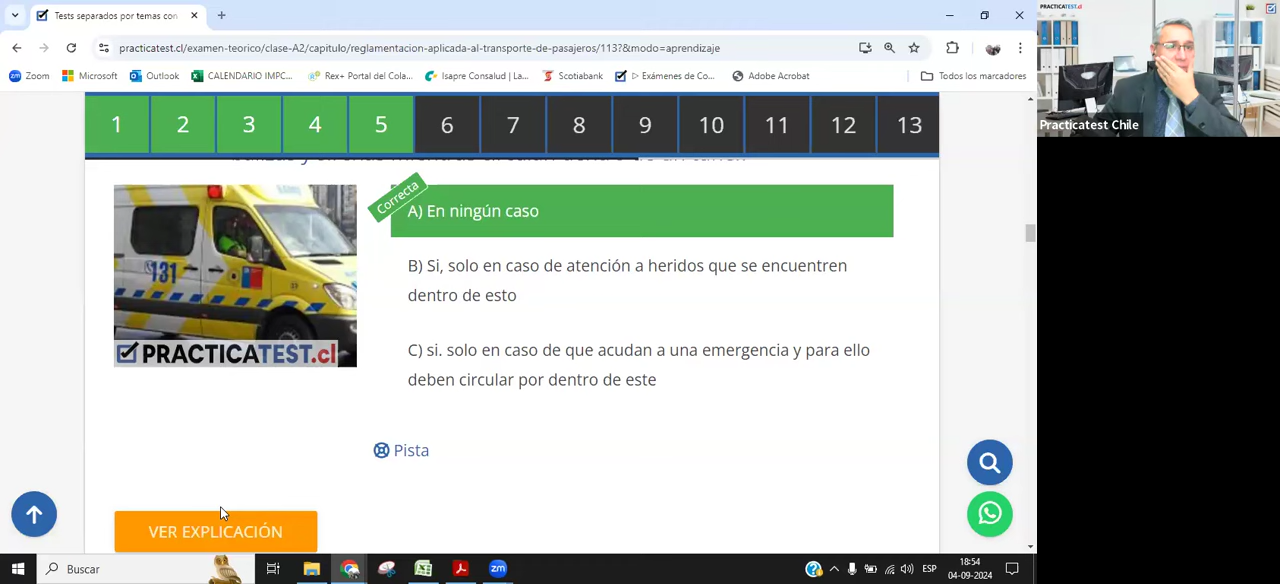 Tests separados por temas con
practicatest.cl/examen-teorico/clase-A2/capitulo/reglamentacion-aplicada-al-transporte-de-pasajeros/113?&modo=aprendizaje
Zoom
Microsoft
Outlook
CALENDARIO IMPC...
Rex+ Portal del Cola...
Isapre Consalud | La...
Scotiabank
▷ Exámenes de Co...
Adobe Acrobat
Todos los marcadores
PRACTICATEST.cl
Practicatest Chile
1 2 3 4 5 6 7 8 9 10 11 12 13
Correcta
A) En ningún caso
B) Si, solo en caso de atención a heridos que se encuentren
dentro de esto
C) si. solo en caso de que acudan a una emergencia y para ello
deben circular por dentro de este
131
PRACTICATEST.cl
Pista
VER EXPLICACIÓN
Buscar
ESP
18:54
04-09-2024